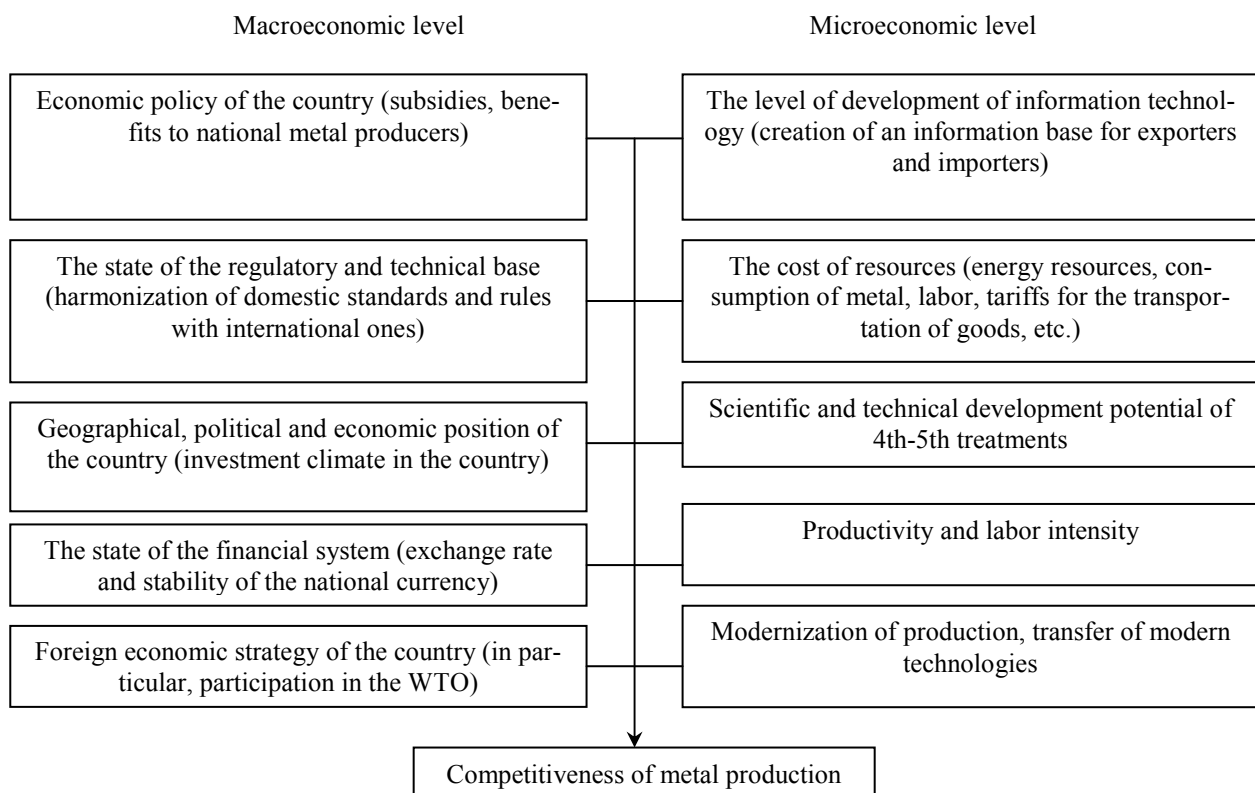 Macroeconomic level
Microeconomic level
Economic policy of the country (subsidies, bene-
fits to national metal producers)
The level of development of information technol-
ogy (creation of an information base for exporters
and importers)
The state of the regulatory and technical base
(harmonization of domestic standards and rules
with international ones)
The cost of resources (energy resources, con-
sumption of metal, labor, tariffs for the transpor-
tation of goods, etc.)
Geographical, political and economic position of
the country (investment climate in the country)
Scientific and technical development potential of
4th-5th treatments
The state of the financial system (exchange rate
and stability of the national currency)
Productivity and labor intensity
Foreign economic strategy of the country (in par-
ticular, participation in the WTO)
Modernization of production, transfer of modern
technologies
Competitiveness of metal production